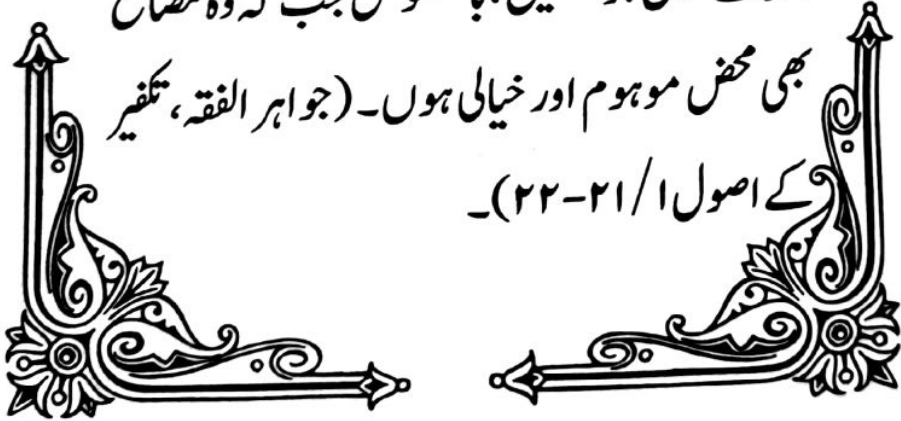 جب کہ وہ مصالح
بھی محض موہوم اور خیالی ہوں۔ (جواہر الفقہ، تکفیر
کے اصول ۱/ ۲۱-۲۲)۔